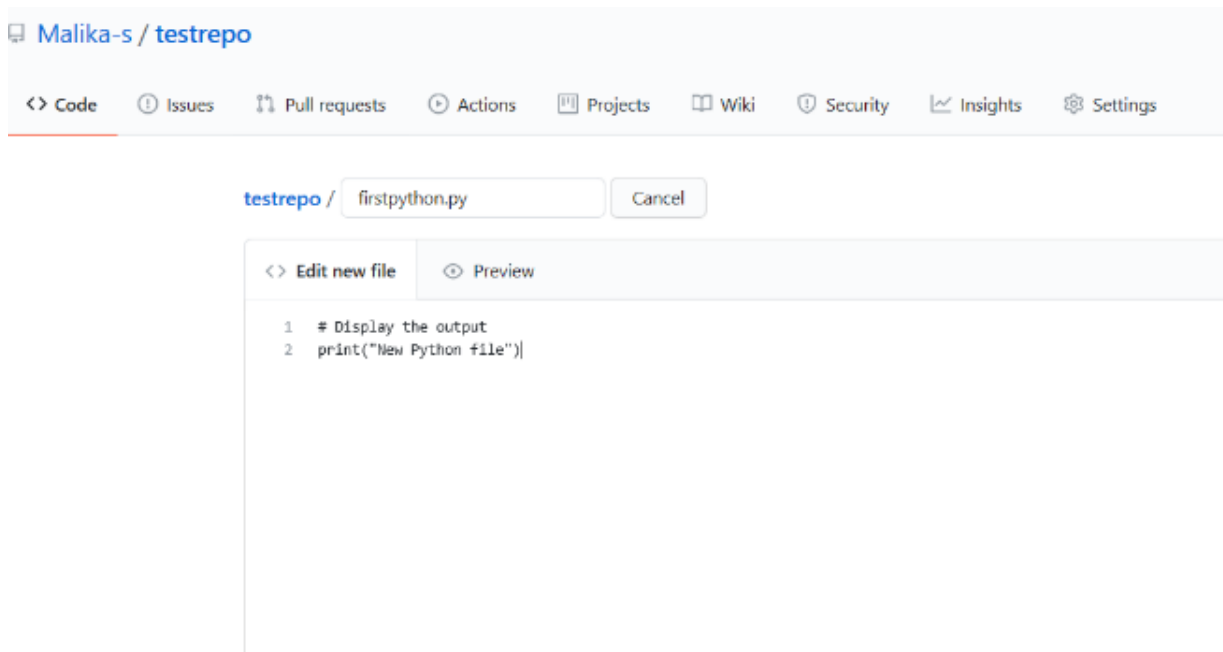 Malika-s / testrepo
<> Code Issues Pull requests Actions Projects Wiki Security Insights Settings
testrepo / firstpython.py Cancel
<> Edit new file Preview
1 # Display the output
2 print("New Python file")